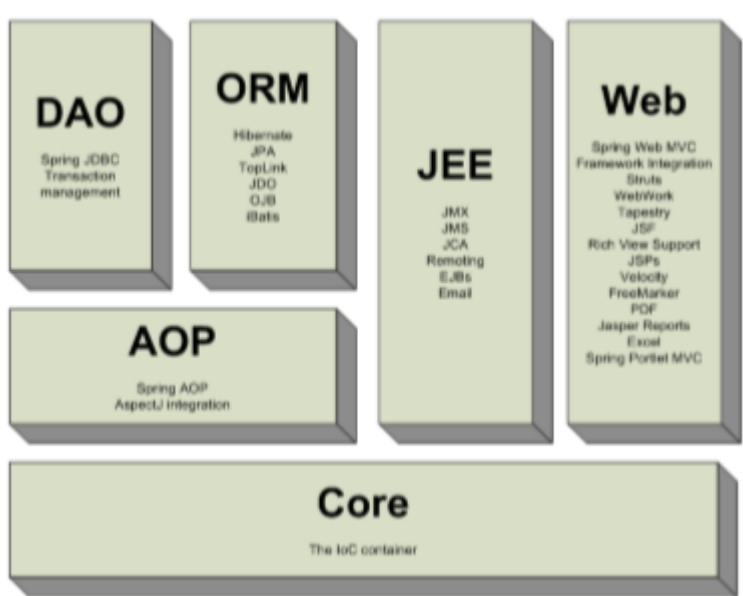 DAO
Spring JDBC
Transaction
management
ORM
Hibernate
JPA
TopLink
JDO
OJB
iBatis
JEE
JMX
JMS
JCA
Remoting
EJBs
Email
Web
Spring Web MVC
Framework Integration
Struts
WebWork
Tapestry
JSF
Rich View Support
JSPs
Velocity
FreeMarker
PDF
Jasper Reports
Excel
Spring Portlet MVC
AOP
Spring AOP
AspectJ integration
Core
The IoC container